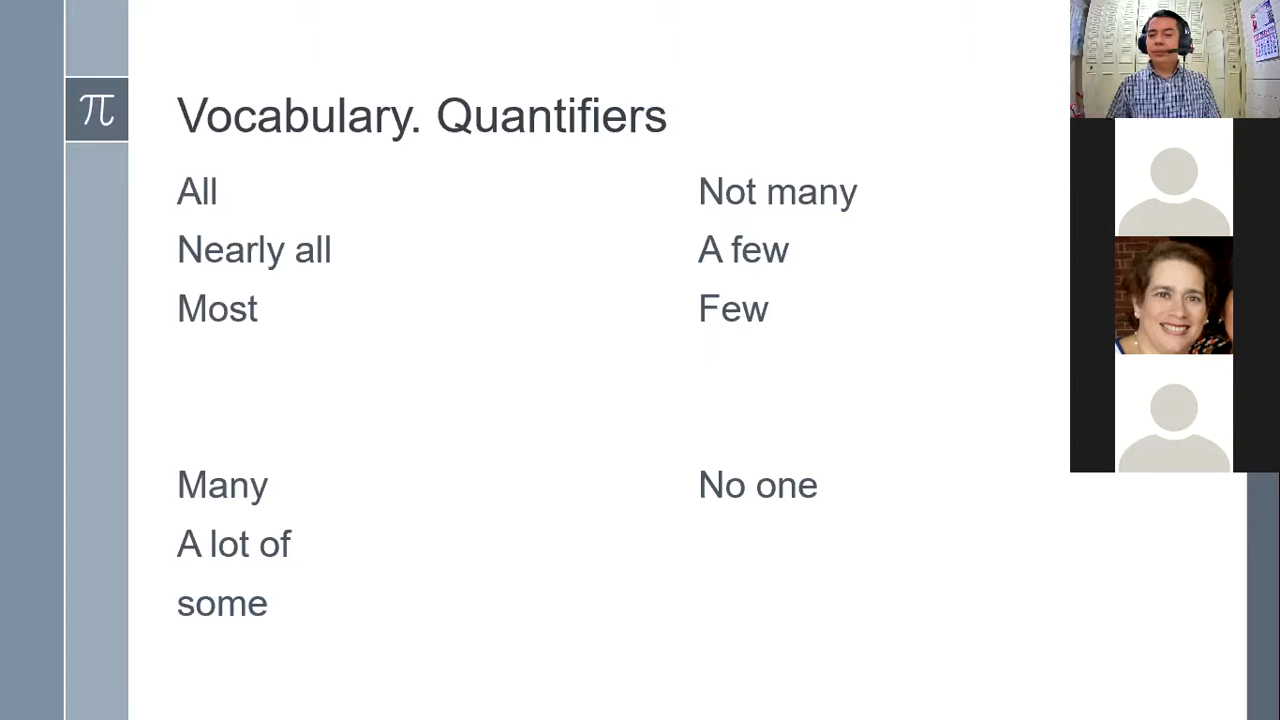 π
Vocabulary. Quantifiers
All
Nearly all
Most
Many
A lot of
some
Not many
A few
Few
No one